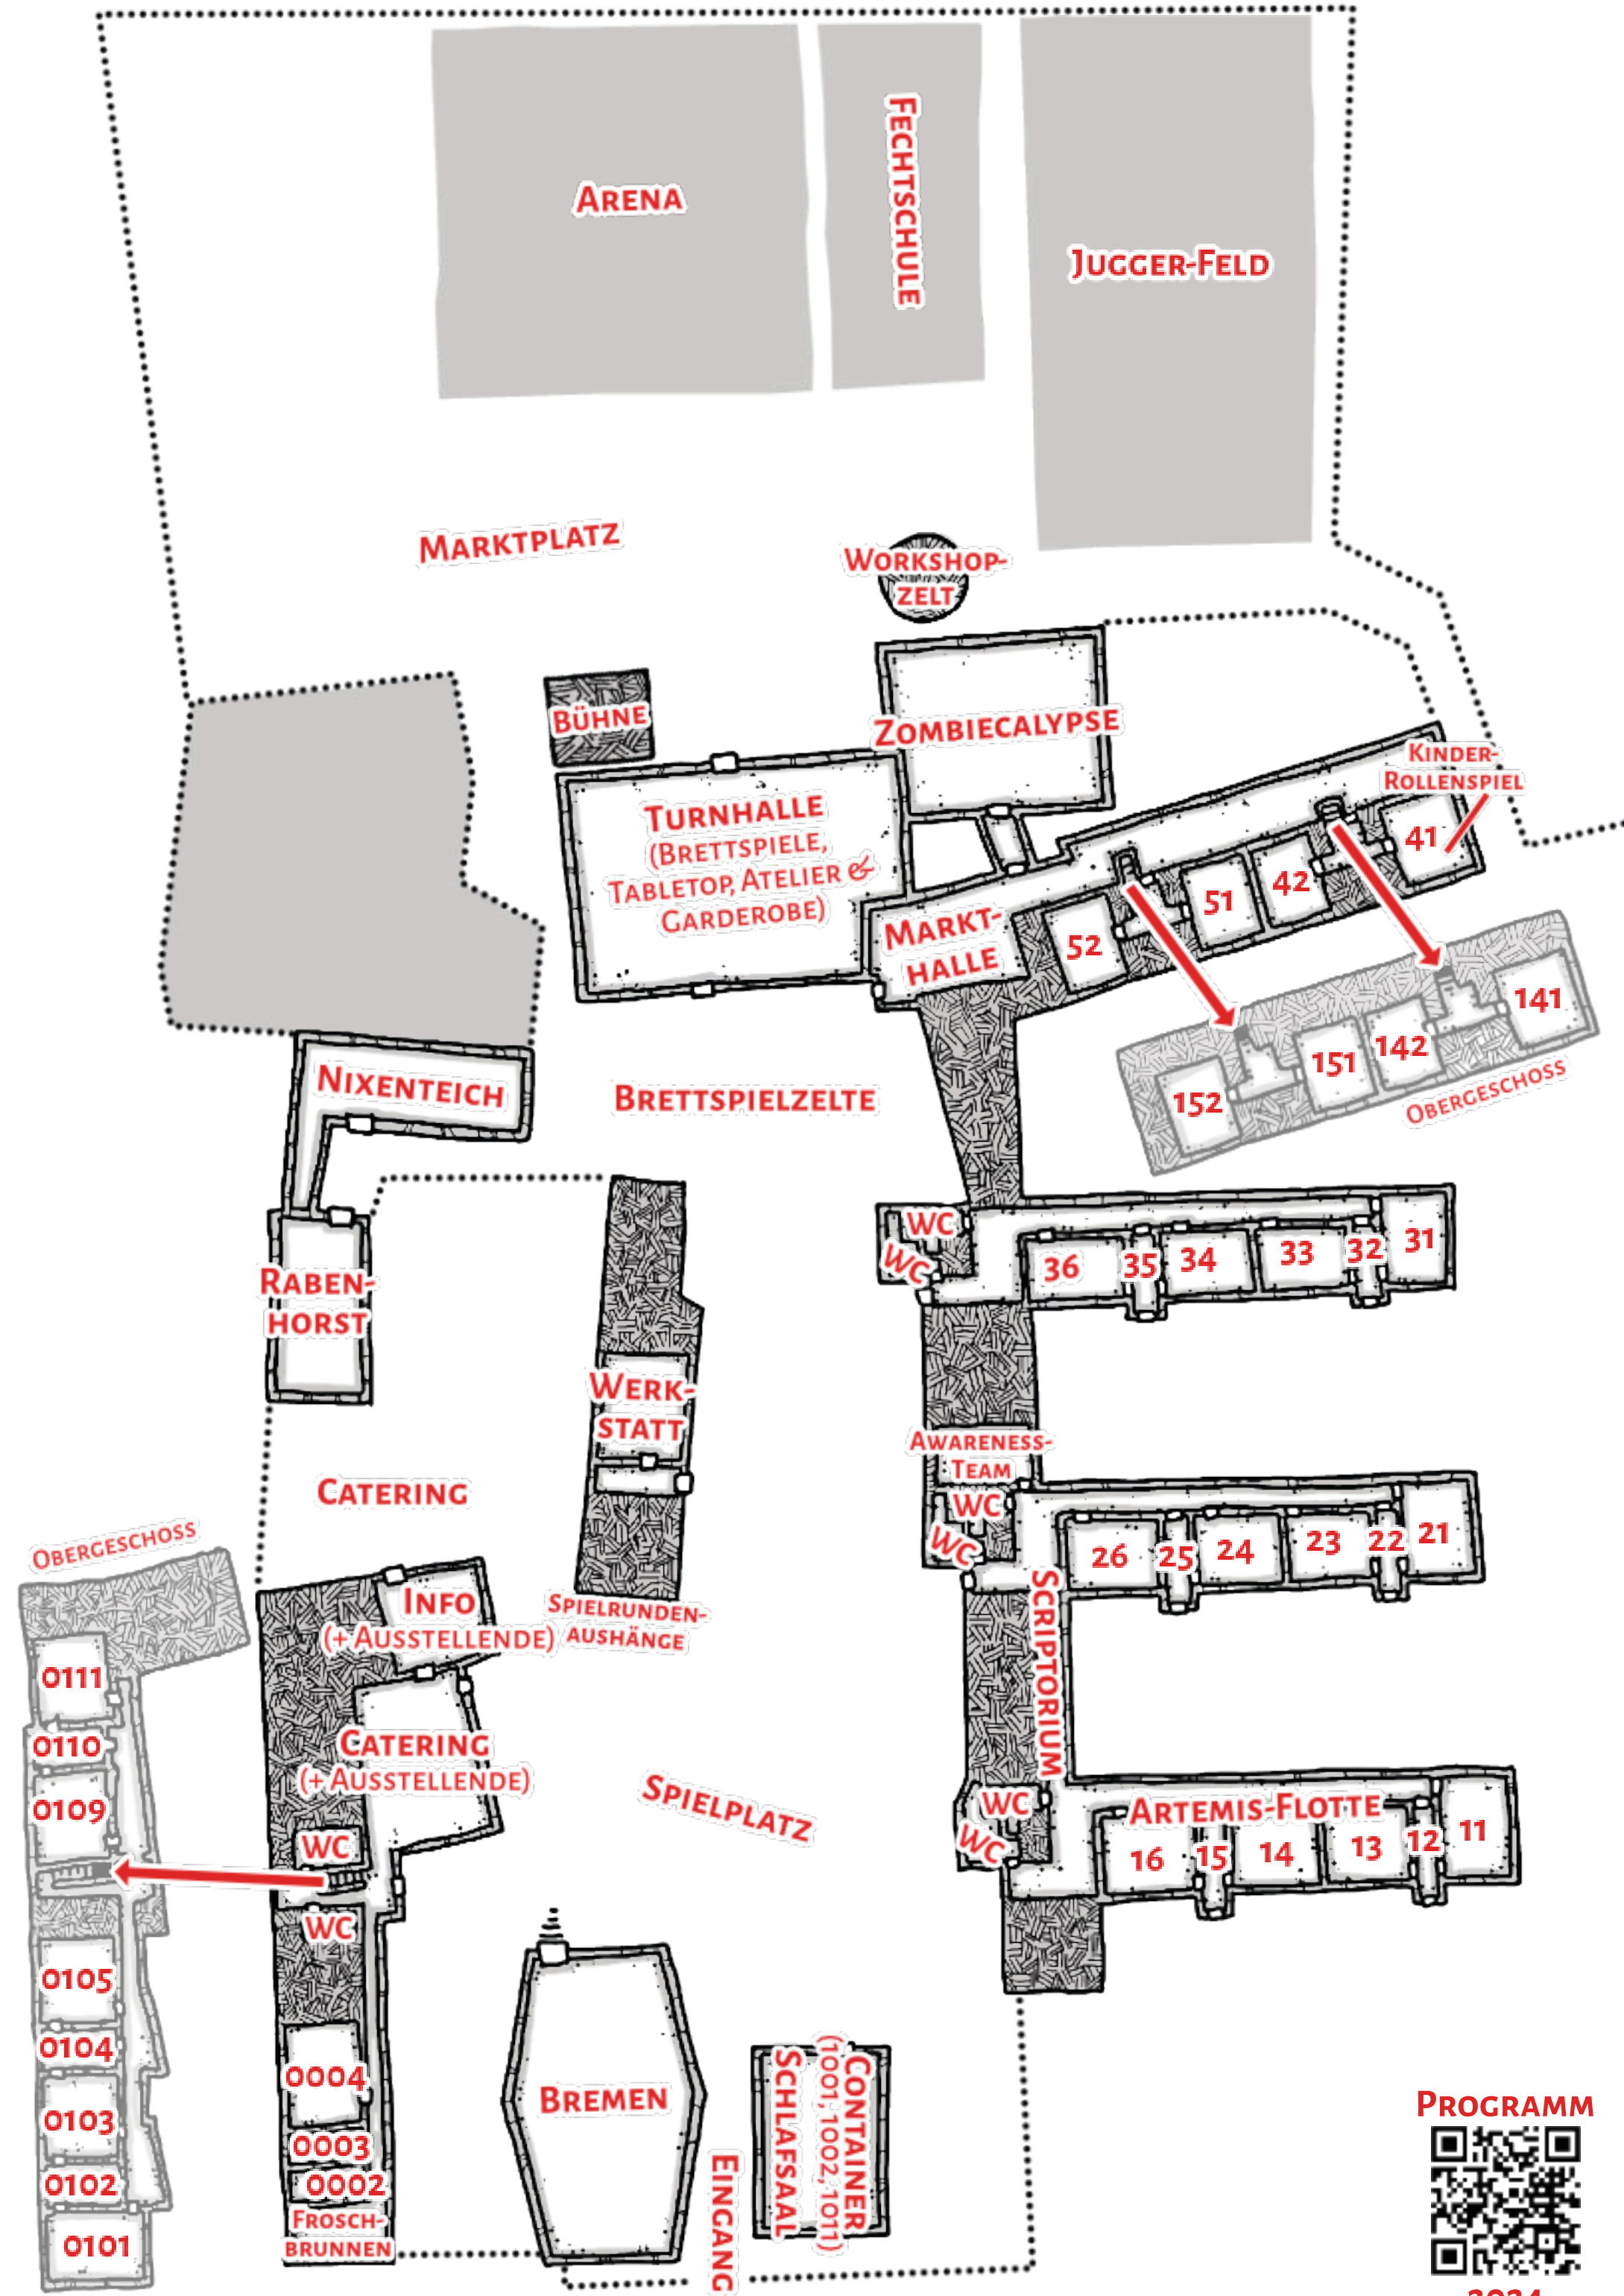 Arena
Fechtschule
Jugger-Feld
Marktplatz
Workshop-
zelt
Bühne
Zombiecalypse
Turnhalle
(Brettspiele,
Tabletop, Atelier &
Garderobe)
Kinder-
Rollenspiel
41
42
51
52
Markt-
halle
141
142
151
152
Obergeschoss
Nixenteich
Brettspielzelte
WC
WC
36
35
34
33
32
31
Raben-
horst
Werk-
statt
Awareness-
Team
Catering
WC
WC
26
25
24
23
22
21
Obergeschoss
Info
(+ Ausstellende)
Spielrunden-
aushänge
Scriptorium
0111
0110
0109
Catering
(+ Ausstellende)
Spielplatz
WC
WC
WC
WC
Artemis-Flotte
16
15
14
13
12
11
0105
0104
0103
0102
0101
0004
0003
0002
Frosch-
brunnen
Bremen
Eingang
Container
(1001, 1002, 1011)
Schlafsaal
Programm